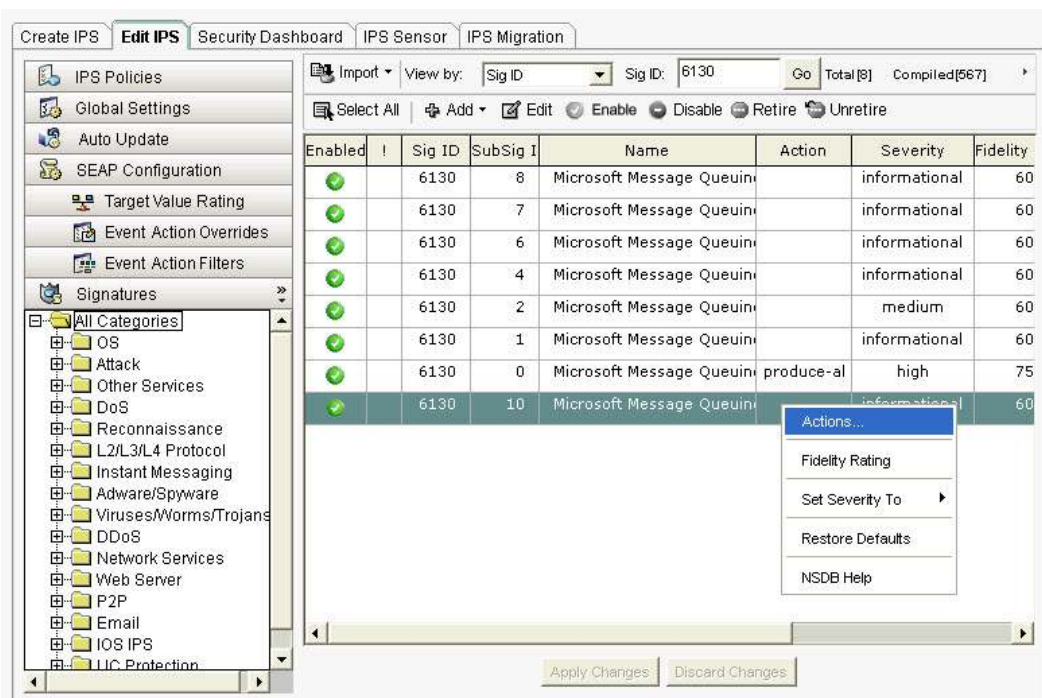 Create IPS Edit IPS Security Dashboard IPS Sensor IPS Migration
IPS Policies
Global Settings
Auto Update
SEAP Configuration
Target Value Rating
Event Action Overrides
Event Action Filters
Signatures
All Categories
OS
Attack
Other Services
DoS
Reconnaissance
L2/L3/L4 Protocol
Instant Messaging
Adware/Spyware
Viruses/Worms/Trojans
DDoS
Network Services
Web Server
P2P
Email
IOS IPS
UC Protection
Import View by: Sig ID Sig ID: 6130 Go Total[8] Compiled[567]
Select All Add Edit Enable Disable Retire Unretire
Enabled ! Sig ID SubSig I Name Action Severity Fidelity
6130 8 Microsoft Message Queuin informational 60
6130 7 Microsoft Message Queuin informational 60
6130 6 Microsoft Message Queuin informational 60
6130 4 Microsoft Message Queuin informational 60
6130 2 Microsoft Message Queuin medium 60
6130 1 Microsoft Message Queuin informational 60
6130 0 Microsoft Message Queuin produce-al high 75
6130 10 Microsoft Message Queuin informational 60
Actions...
Fidelity Rating
Set Severity To
Restore Defaults
NSDB Help
Apply Changes Discard Changes